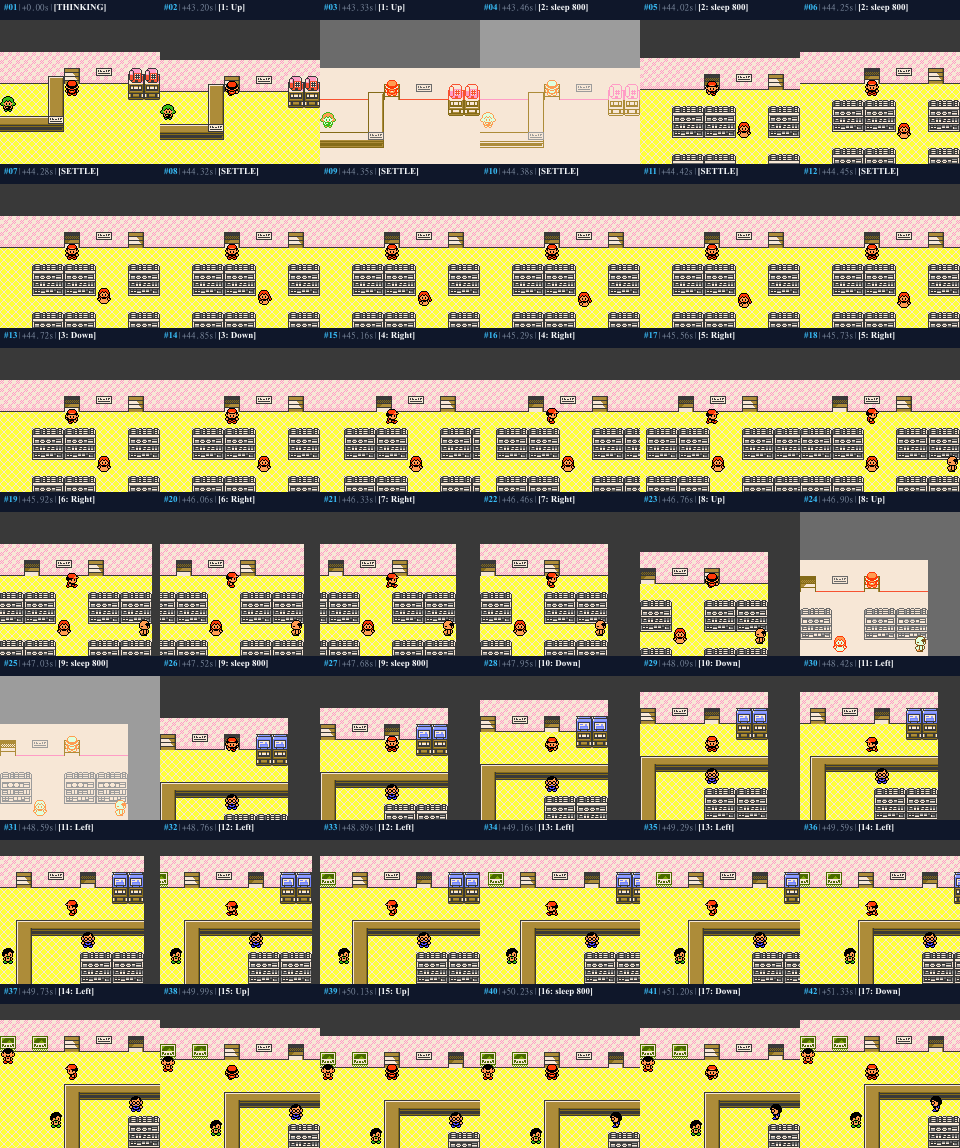 #01|+0.00s| [THINKING] #02|+43.20s| [1: Up] #03|+43.33s| [1: Up] #04|+43.46s| [2: sleep 800] #05|+44.02s| [2: sleep 800] #06|+44.25s| [2: sleep 800]
#07|+44.28s| [SETTLE] #08|+44.32s| [SETTLE] #09|+44.35s| [SETTLE] #10|+44.38s| [SETTLE] #11|+44.42s| [SETTLE] #12|+44.45s| [SETTLE]
#13|+44.72s| [3: Down] #14|+44.85s| [3: Down] #15|+45.16s| [4: Right] #16|+45.29s| [4: Right] #17|+45.56s| [5: Right] #18|+45.73s| [5: Right]
#19|+45.92s| [6: Right] #20|+46.06s| [6: Right] #21|+46.33s| [7: Right] #22|+46.46s| [7: Right] #23|+46.76s| [8: Up] #24|+46.90s| [8: Up]
#25|+47.03s| [9: sleep 800] #26|+47.52s| [9: sleep 800] #27|+47.68s| [9: sleep 800] #28|+47.95s| [10: Down] #29|+48.09s| [10: Down] #30|+48.42s| [11: Left]
#31|+48.59s| [11: Left] #32|+48.76s| [12: Left] #33|+48.89s| [12: Left] #34|+49.16s| [13: Left] #35|+49.29s| [13: Left] #36|+49.59s| [14: Left]
#37|+49.73s| [14: Left] #38|+49.99s| [15: Up] #39|+50.13s| [15: Up] #40|+50.23s| [16: sleep 800] #41|+51.20s| [17: Down] #42|+51.33s| [17: Down]